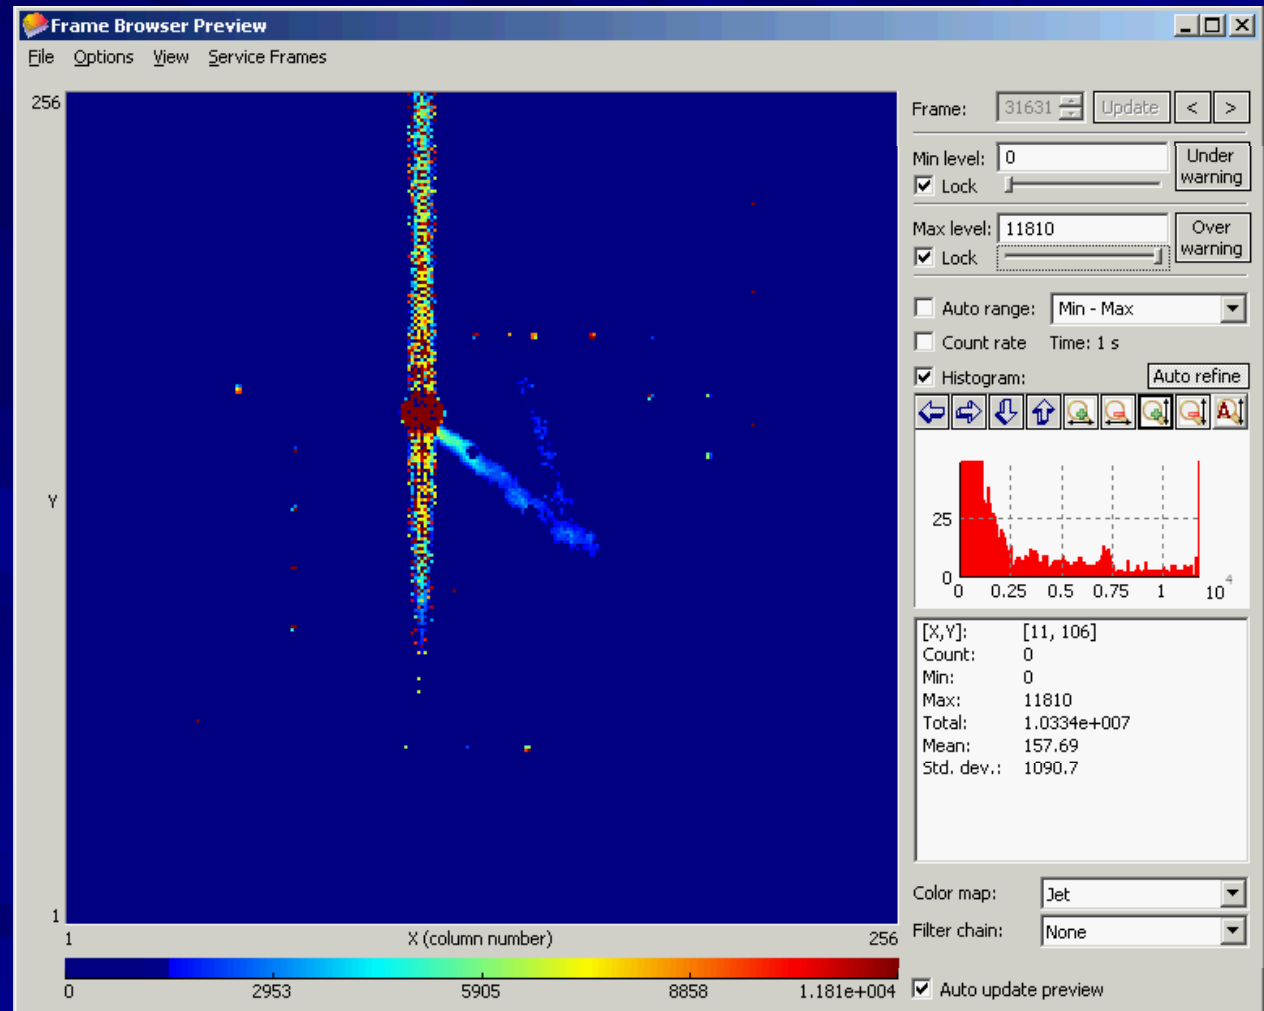 Frame Browser Preview
File Options View Service Frames
256
Y
1
1 X (column number) 256
0 2953 5905 8858 1.181e+004
Frame: 31631 Update < >
Min level: 0 Under warning
Lock
Max level: 11810 Over warning
Lock
Auto range: Min - Max
Count rate Time: 1 s
Histogram: Auto refine
A
25
0
0 0.25 0.5 0.75 1 10^4
[X,Y]: [11, 106]
Count: 0
Min: 0
Max: 11810
Total: 1.0334e+007
Mean: 157.69
Std. dev.: 1090.7
Color map: Jet
Filter chain: None
Auto update preview